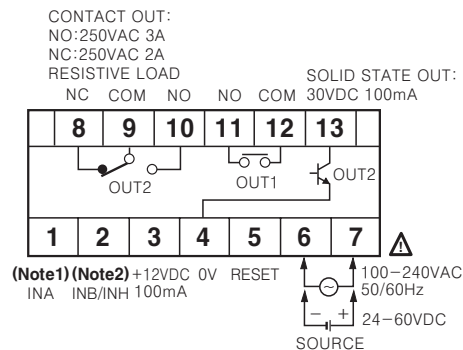 CONTACT OUT:
NO:250VAC 3A
NC:250VAC 2A
RESISTIVE LOAD
SOLID STATE OUT:
30VDC 100mA
NC COM NO NO COM
8 9 10 11 12 13
OUT2 OUT1 OUT2
1 2 3 4 5 6 7
(Note1) (Note2) +12VDC 0V RESET
INA INB/INH 100mA
100-240VAC
50/60Hz
- +
24-60VDC
SOURCE